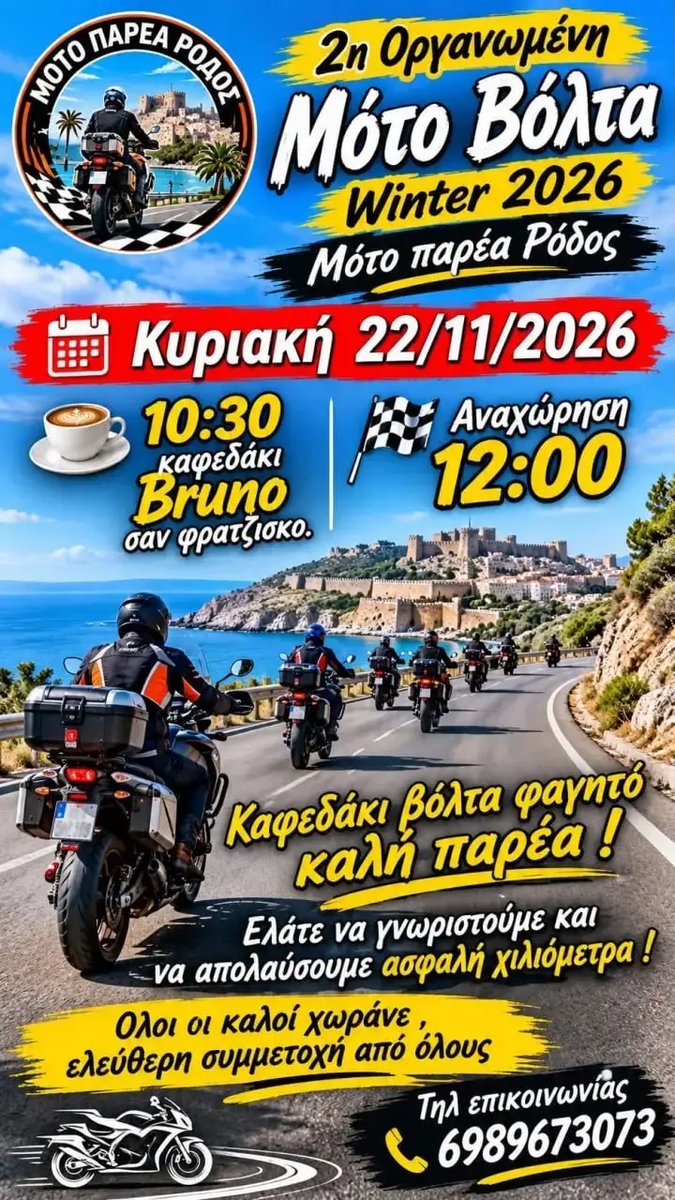 ΜΟΤΟ ΠΑΡΕΑ ΡΟΔΟΣ
2η Οργανωμένη
Μότο Βόλτα
Winter 2026
Μότο παρέα Ρόδος
Κυριακή 22/11/2026
10:30
καφεδάκι
Bruno
σαν φρατζισκο.
Αναχώρηση
12:00
Καφεδάκι βόλτα φαγητό
καλή παρέα !
Ελάτε να γνωριστούμε και
να απολαύσουμε ασφαλή χιλιόμετρα !
Ολοι οι καλοί χωράνε ,
ελεύθερη συμμετοχή από όλους
Τηλ επικοινωνίας
6989673073